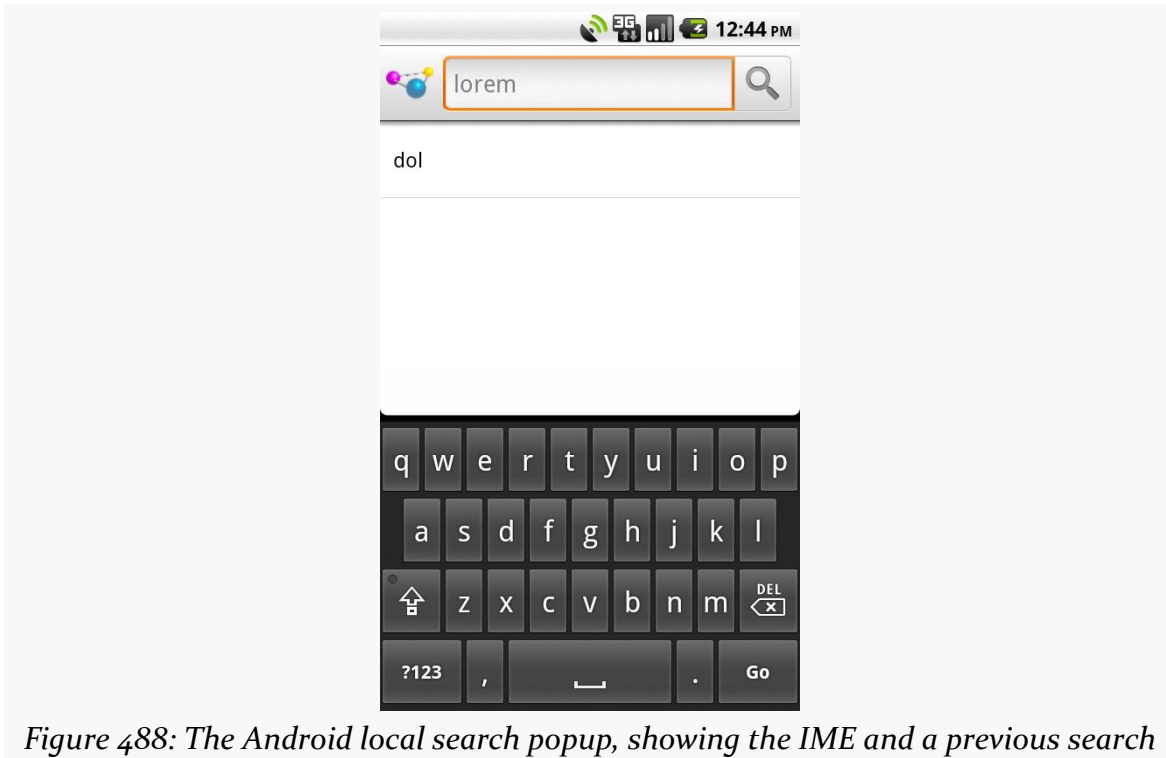 3G 12:44 PM
lorem
dol
q w e r t y u i o p
a s d f g h j k l
z x c v b n m DEL
?123 , . Go
Figure 488: The Android local search popup, showing the IME and a previous search